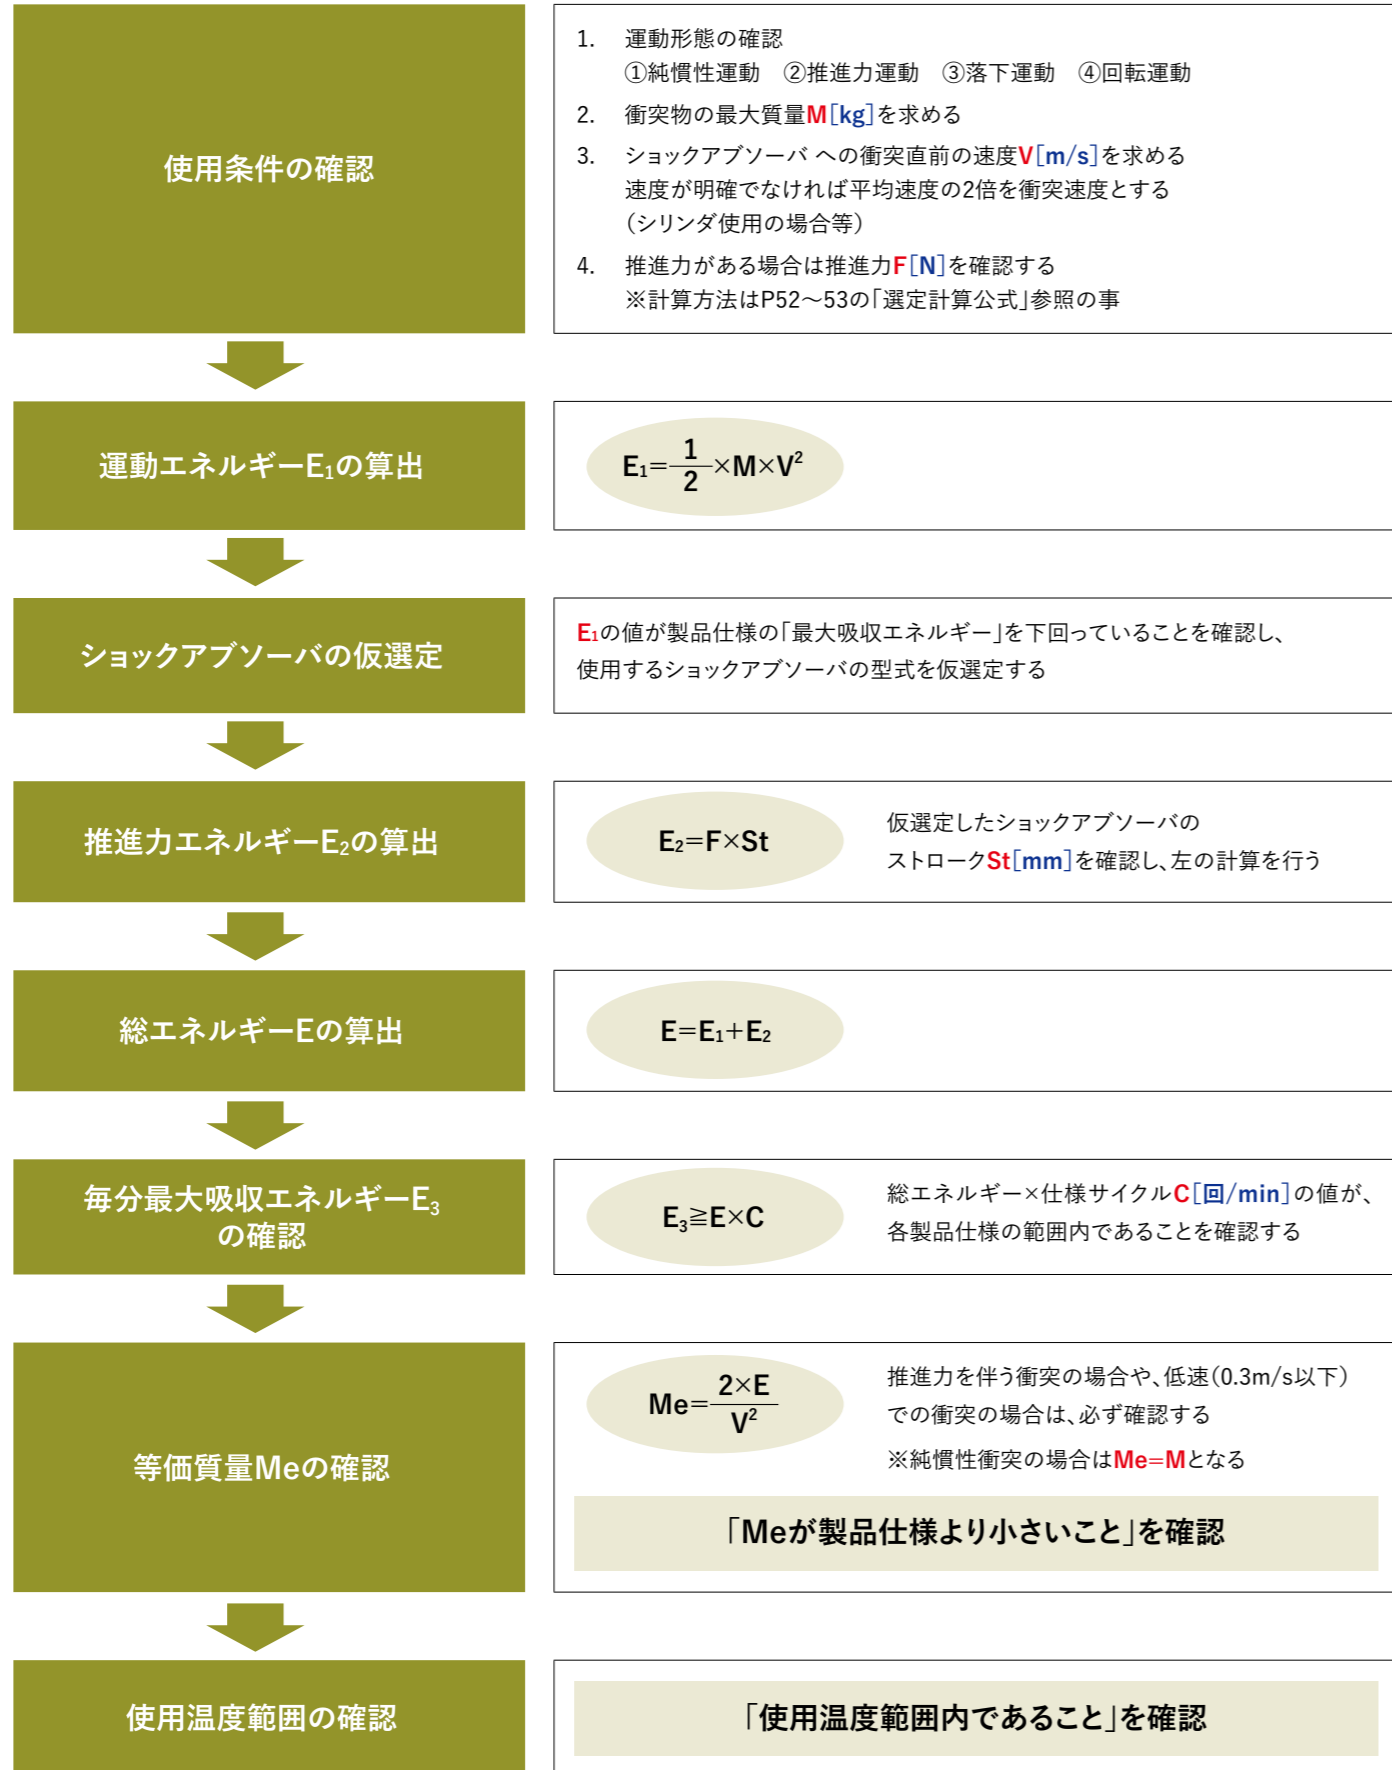 使用条件の確認
1. 運動形態の確認
①純慣性運動 ②推進力運動 ③落下運動 ④回転運動
2. 衝突物の最大質量M[kg]を求める
3. ショックアブソーバ への衝突直前の速度V[m/s]を求める
速度が明確でなければ平均速度の2倍を衝突速度とする
（シリンダ使用の場合等）
4. 推進力がある場合は推進力F[N]を確認する
※計算方法はP52～53の「選定計算公式」参照の事
運動エネルギーE₁の算出
E₁=1/2×M×V²
ショックアブソーバの仮選定
E₁の値が製品仕様の「最大吸収エネルギー」を下回っていることを確認し、
使用するショックアブソーバの型式を仮選定する
推進力エネルギーE₂の算出
E₂=F×St
仮選定したショックアブソーバの
ストロークSt[mm]を確認し、左の計算を行う
総エネルギーEの算出
E=E₁+E₂
毎分最大吸収エネルギーE₃
の確認
E₃≧E×C
総エネルギー×仕様サイクルC[回/min]の値が、
各製品仕様の範囲内であることを確認する
等価質量Meの確認
Me=2×E/V²
推進力を伴う衝突の場合や、低速（0.3m/s以下）
での衝突の場合は、必ず確認する
※純慣性衝突の場合はMe=Mとなる
「Meが製品仕様より小さいこと」を確認
使用温度範囲の確認
「使用温度範囲内であること」を確認